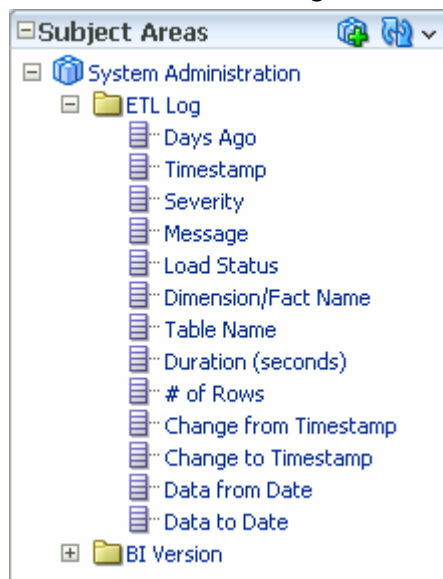 Subject Areas
System Administration
ETL Log
Days Ago
Timestamp
Severity
Message
Load Status
Dimension/Fact Name
Table Name
Duration (seconds)
# of Rows
Change from Timestamp
Change to Timestamp
Data from Date
Data to Date
BI Version